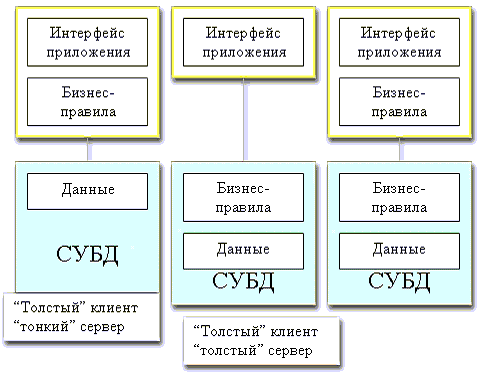 Интерфейс
приложения
Бизнес-
правила
Данные
СУБД
“Толстый” клиент
“тонкий” сервер
Интерфейс
приложения
Бизнес-
правила
Данные
СУБД
“Толстый” клиент
“толстый” сервер
Интерфейс
приложения
Бизнес-
правила
Бизнес-
правила
Данные
СУБД